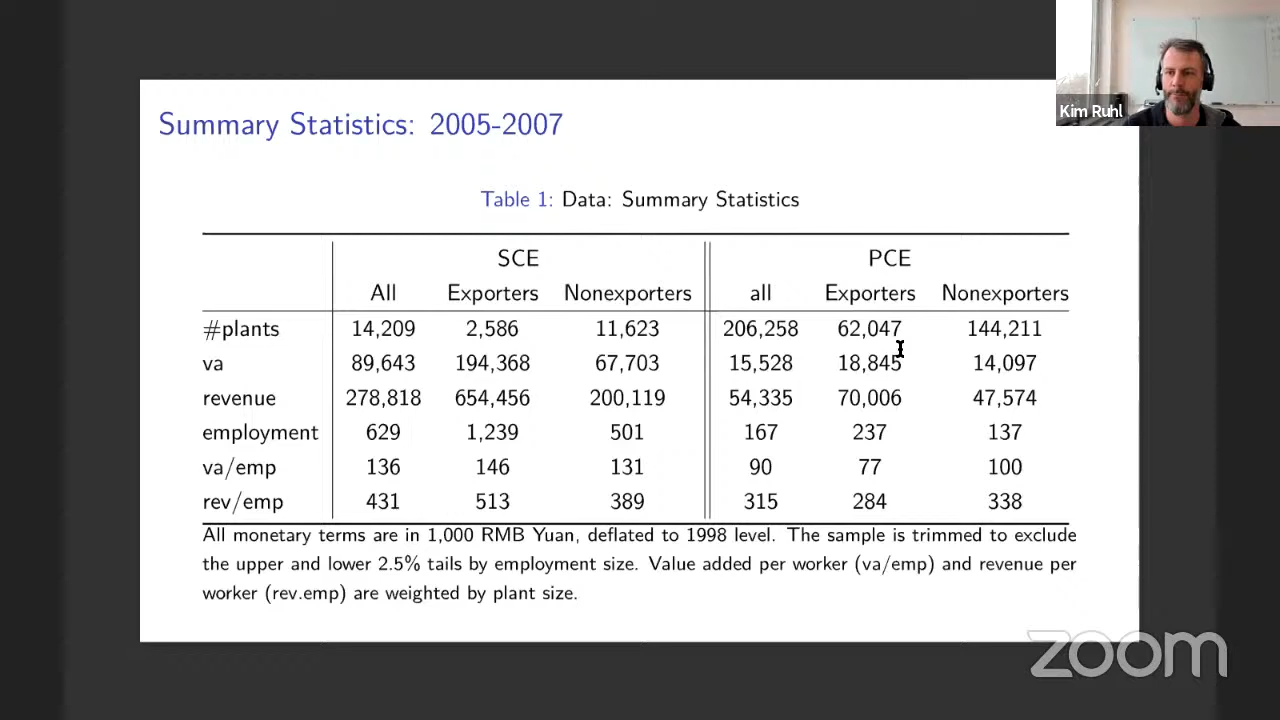 Kim Ruhl
Summary Statistics: 2005-2007
Table 1: Data: Summary Statistics
SCE PCE
All Exporters Nonexporters all Exporters Nonexporters
#plants 14,209 2,586 11,623 206,258 62,047 144,211
va 89,643 194,368 67,703 15,528 18,845 14,097
revenue 278,818 654,456 200,119 54,335 70,006 47,574
employment 629 1,239 501 167 237 137
va/emp 136 146 131 90 77 100
rev/emp 431 513 389 315 284 338
All monetary terms are in 1,000 RMB Yuan, deflated to 1998 level. The sample is trimmed to exclude
the upper and lower 2.5% tails by employment size. Value added per worker (va/emp) and revenue per
worker (rev.emp) are weighted by plant size.
zoom